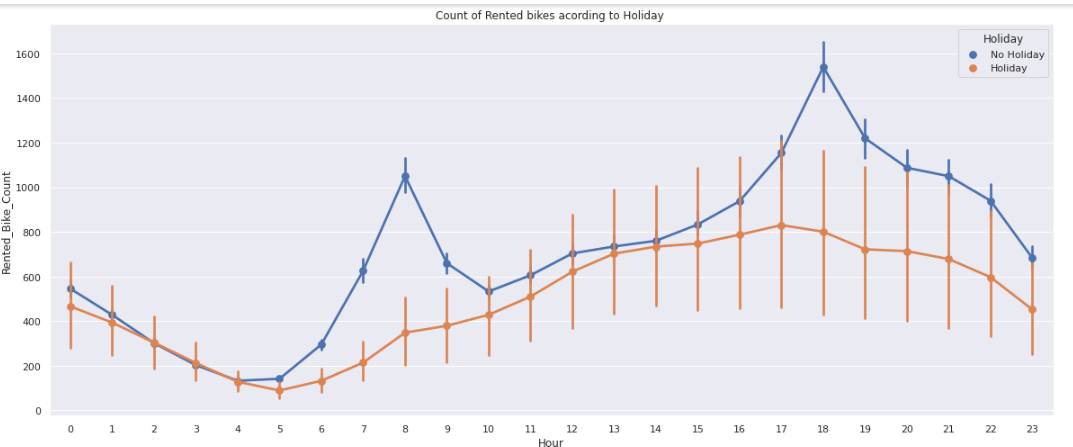 Count of Rented bikes acording to Holiday
Holiday
No Holiday
Holiday
Rented_Bike_Count
1600
1400
1200
1000
800
600
400
200
0
0 1 2 3 4 5 6 7 8 9 10 11 12 13 14 15 16 17 18 19 20 21 22 23
Hour